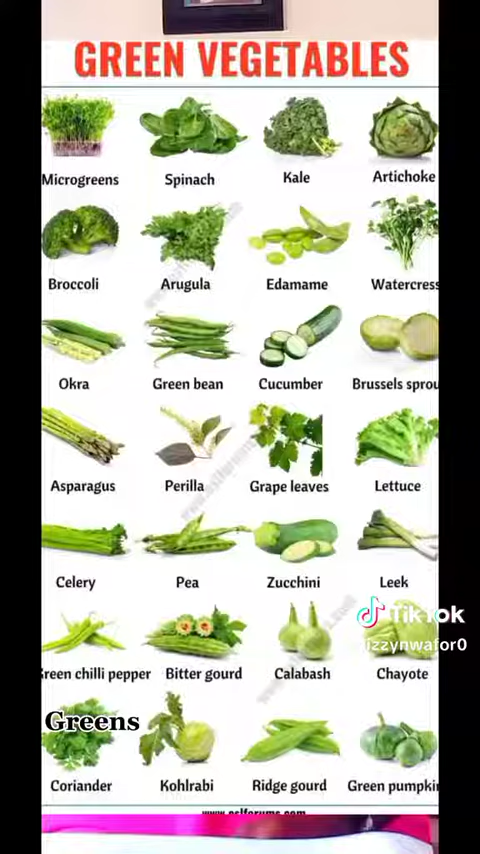 GREEN VEGETABLES
Microgreens Spinach Kale Artichoke
Broccoli Arugula Edamame Watercress
Okra Green bean Cucumber Brussels sprou
Asparagus Perilla Grape leaves Lettuce
Celery Pea Zucchini Leek
TikTok
izzynwafor0
reen chilli pepper Bitter gourd Calabash Chayote
Greens
Coriander Kohlrabi Ridge gourd Green pumpki
www.eslforums.com